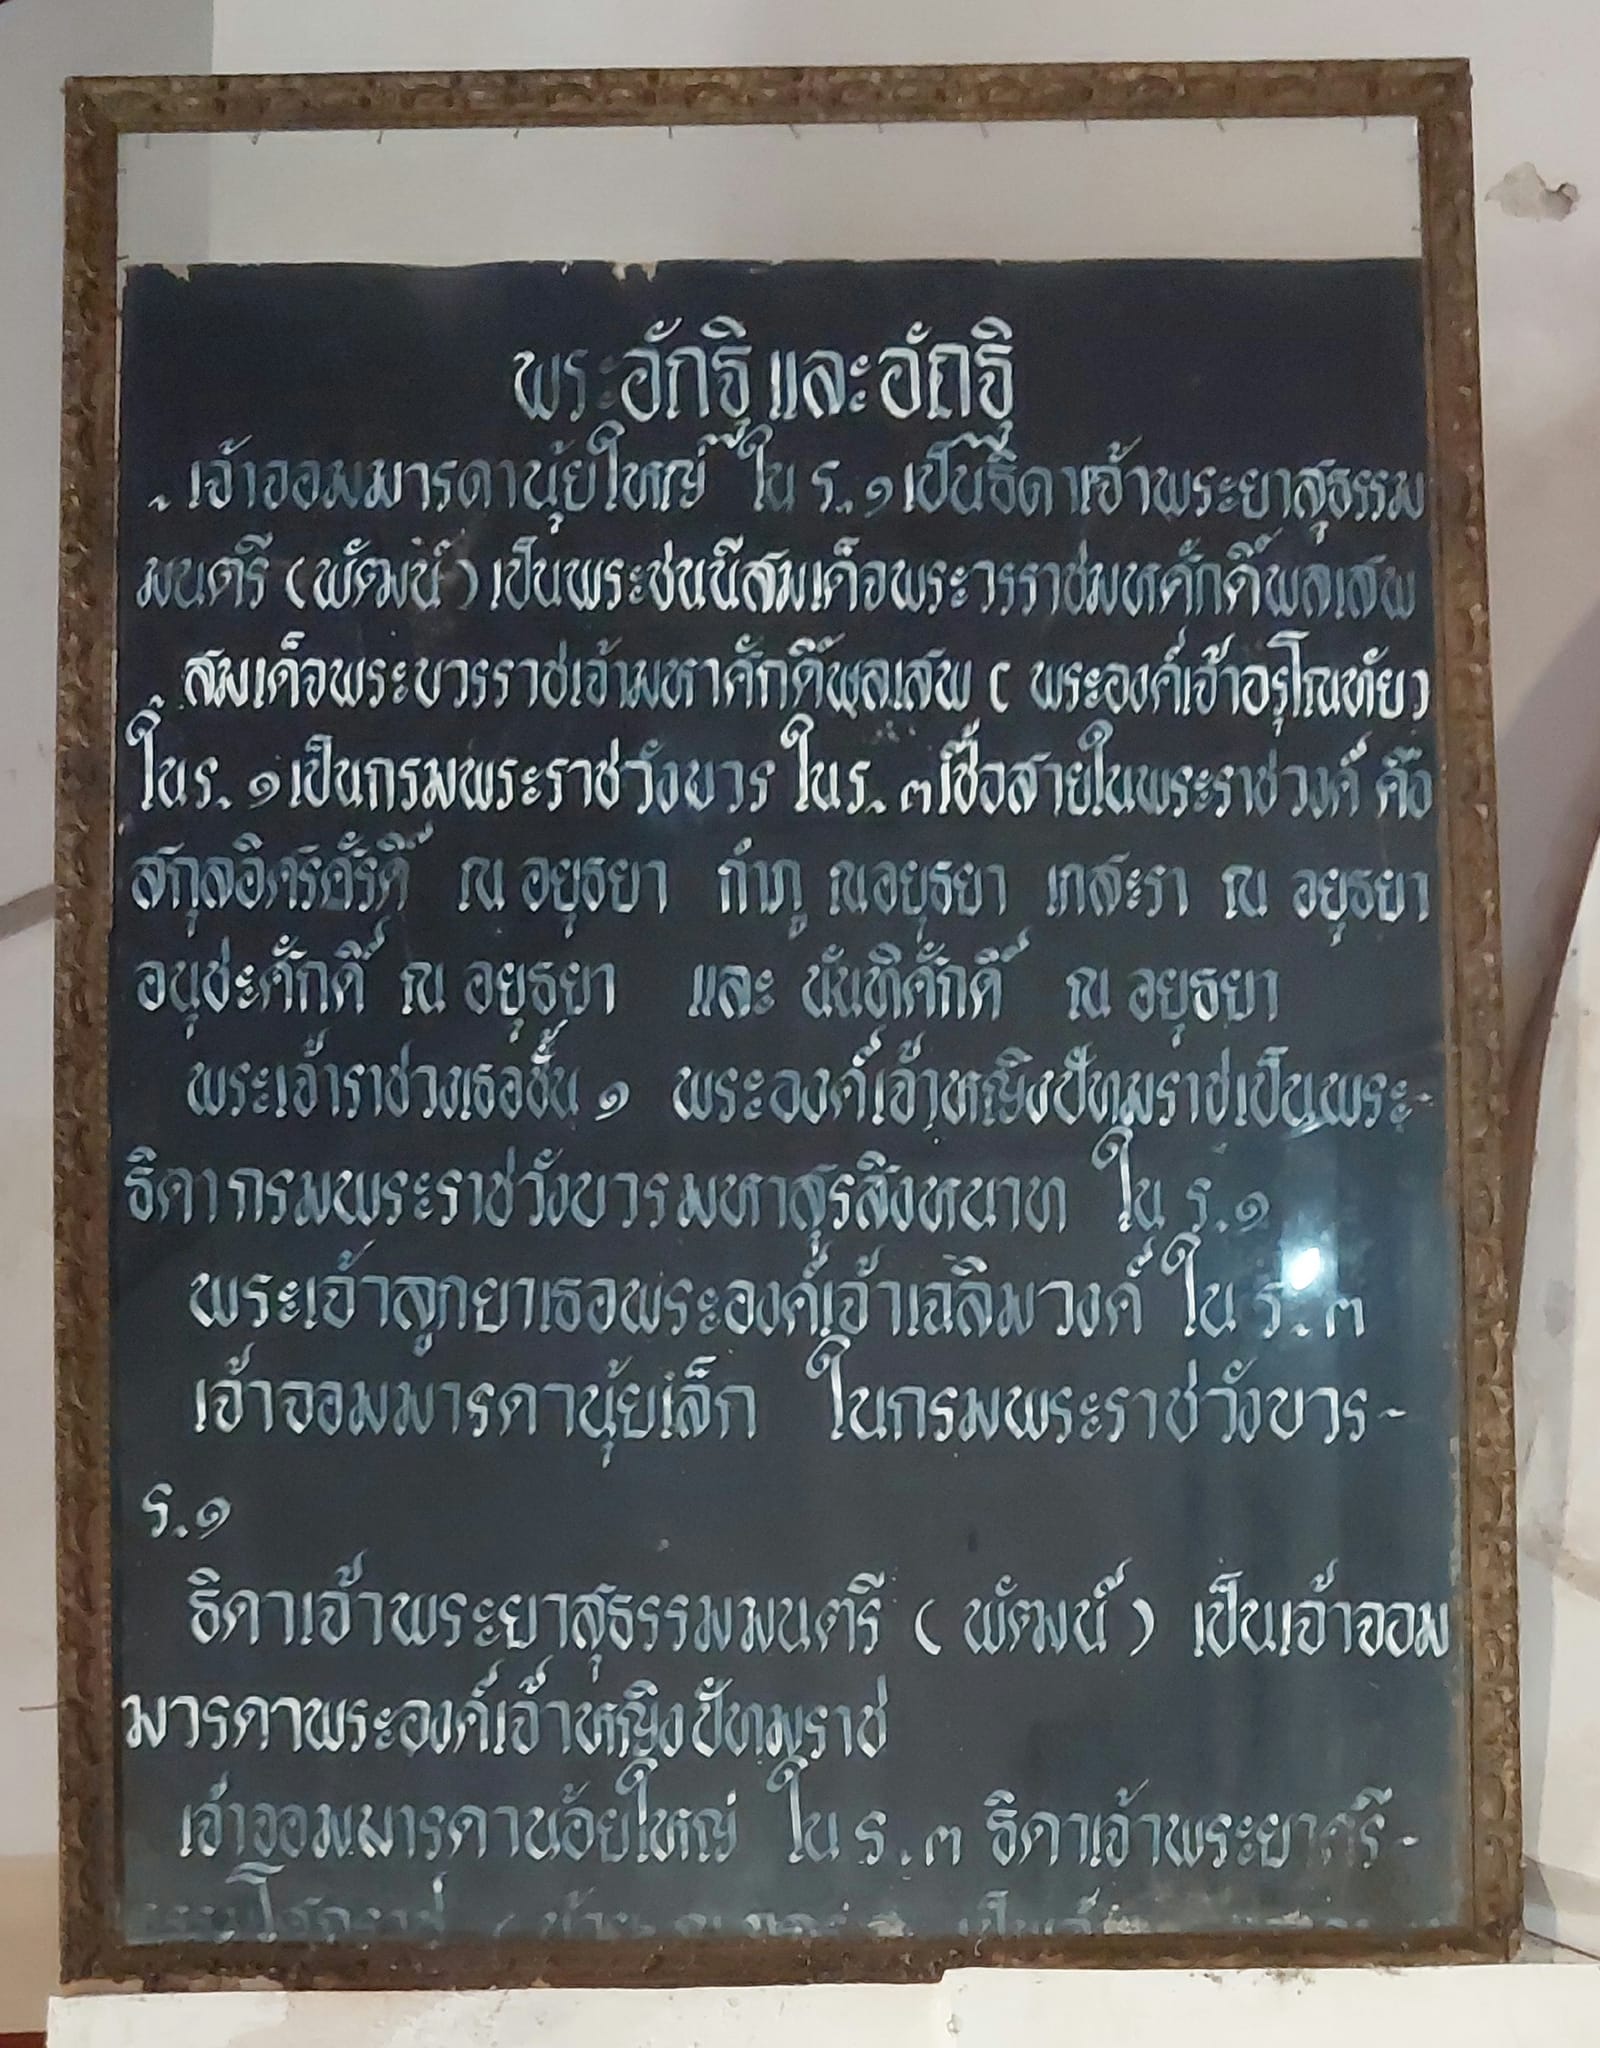 พระอัฏฐิ และ อัฏฐิ
เจ้าจอมมารดานุ้ยใหญ่ ใน ร.๑ เป็นธิดาเจ้าพระยาสุธรรม
มนตรี (พัฒน์) เป็นพระชนนีสมเด็จพระวรราชมหศักดิ์พลเสพ
สมเด็จพระบวรราชเจ้ามหาศักดิ์พลเสพ ( พระองค์เจ้าอรุโณทัยว
ใน ร. ๑ เป็นกรมพระราชวังบวร ใน ร. ๓ เชื้อสายในพระราชวงค์ คือ
สกุลอิศรศักดิ์ ณ อยุธยา กำภู ณ อยุธยา เกสะรา ณ อยุธยา
อนุชะศักดิ์ ณ อยุธยา และ นันทิศักดิ์ ณ อยุธยา
พระเจ้าราชวงเธอชั้น ๑ พระองค์เจ้าหญิงปัทมราชเป็นพระ-
ธิดากรมพระราชวังบวรมหาสุรสิงหนาท ใน ร.๑
พระเจ้าลูกยาเธอพระองค์เจ้าเฉลิมวงค์ ใน ร.๓
เจ้าจอมมารดานุ้ยเล็ก ในกรมพระราชวังบวร-
ร.๑
ธิดาเจ้าพระยาสุธรรมมนตรี ( พัฒน์ ) เป็นเจ้าจอม
มารดาพระองค์เจ้าหญิงปัทมราช
เจ้าจอมมารดาน้อยใหญ่ ใน ร.๓ ธิดาเจ้าพระยาศรี-